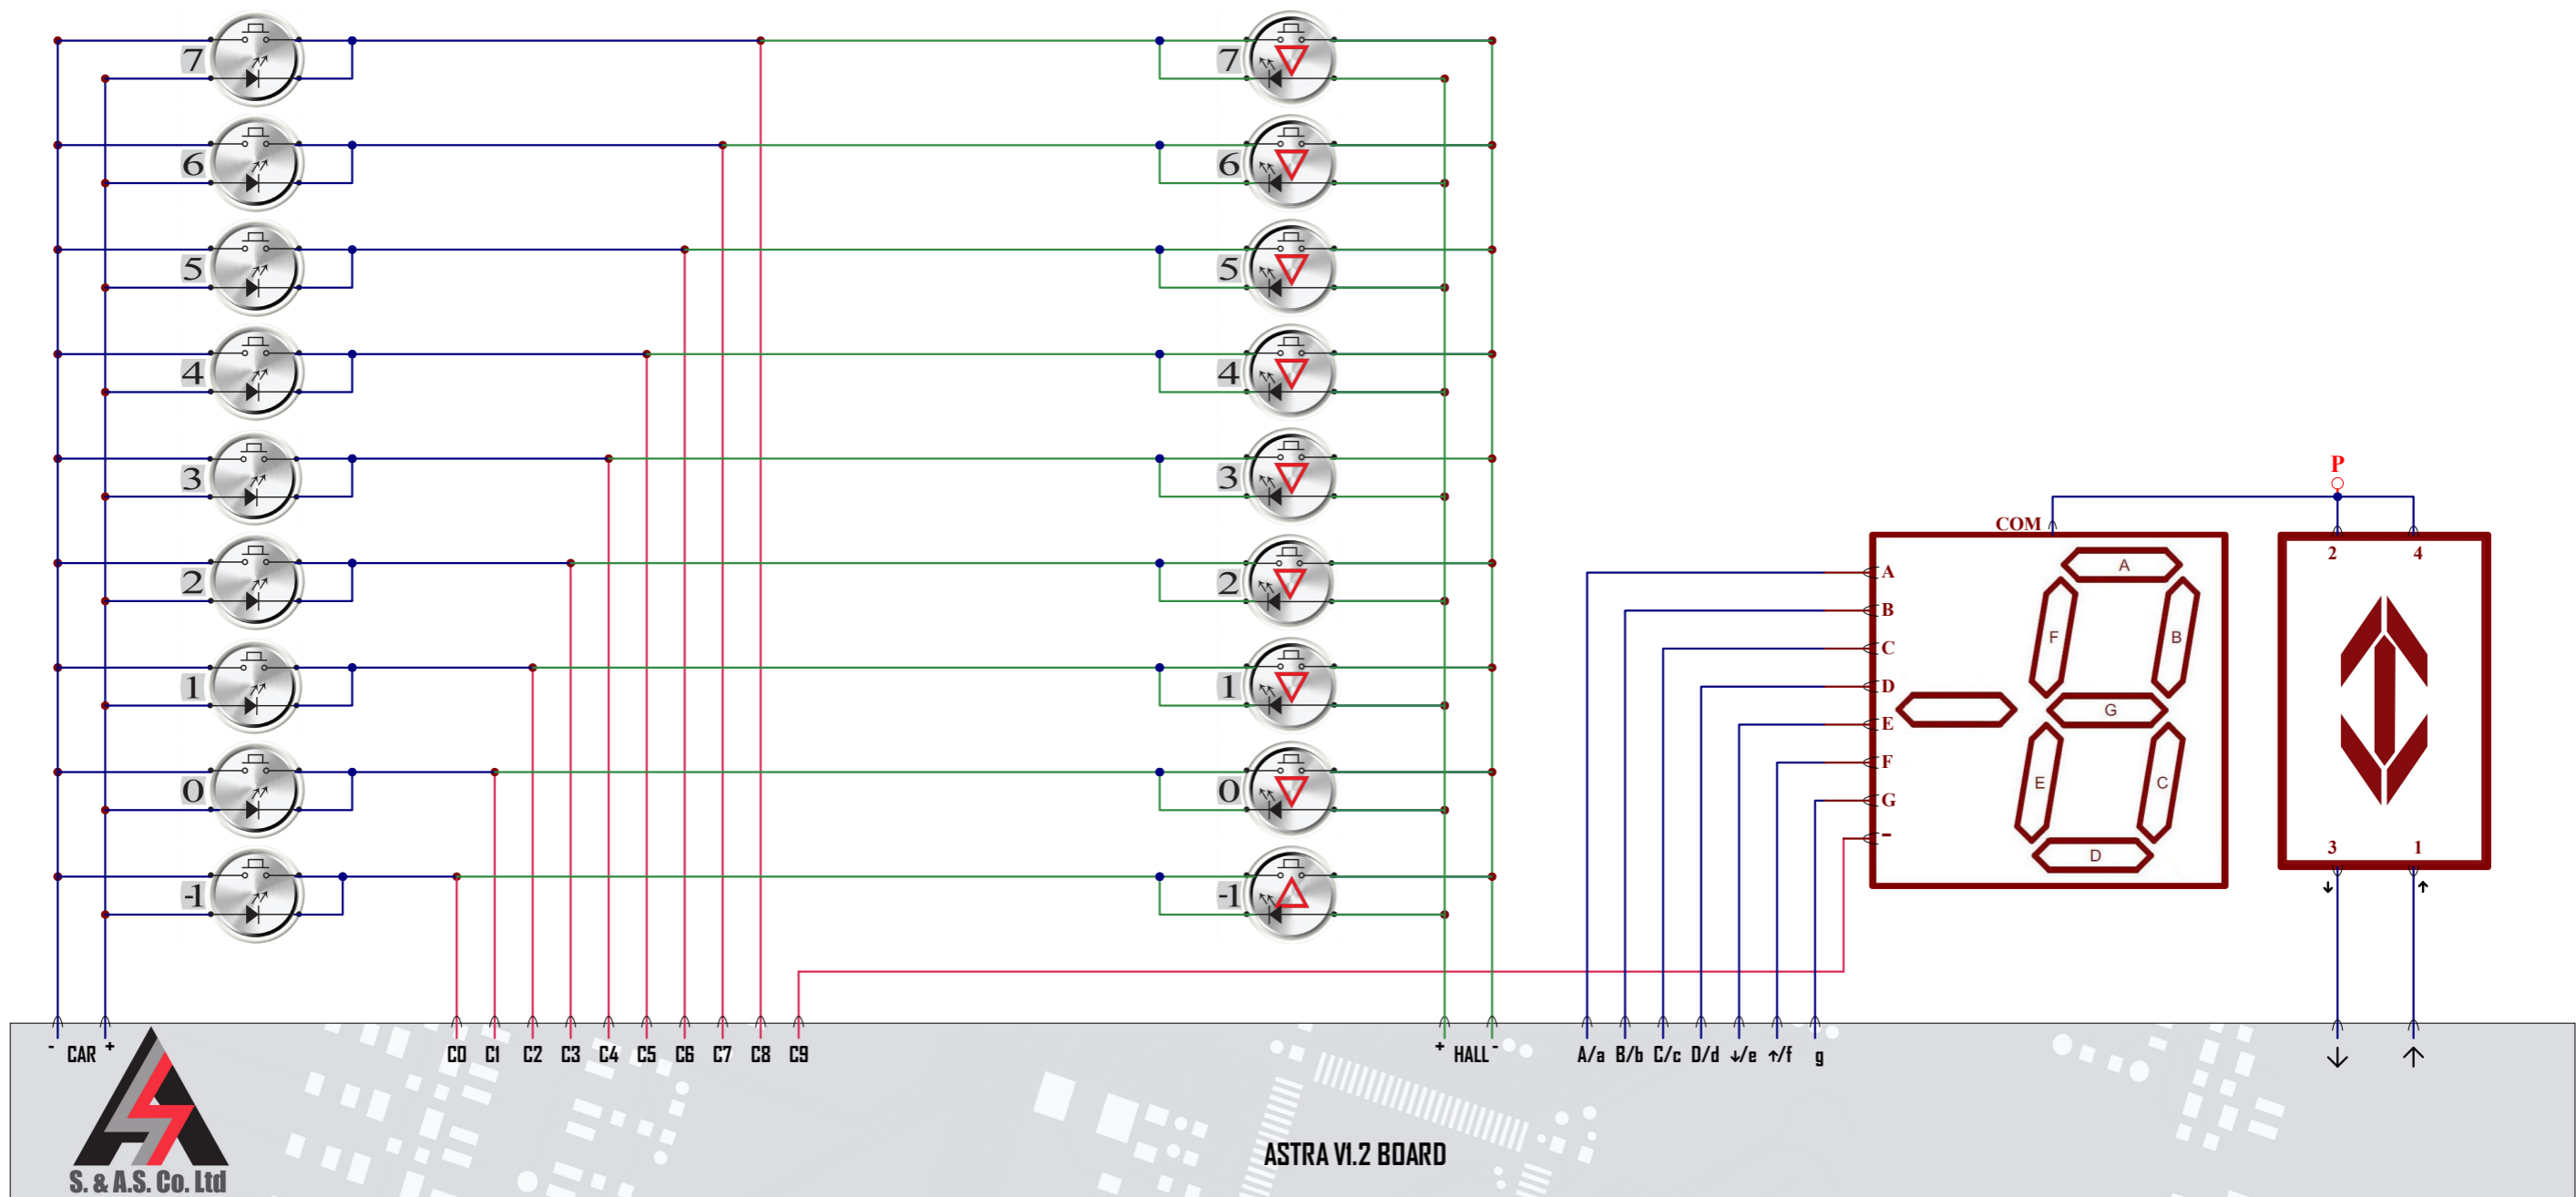 7 7
6 6
5 5
4 4
3 3
2 2
1 1
0 0
-1 -1
P
COM
2 4
A
B
C
D
E
F
G
-
A
F B
G
E C
D
3 1
↓ ↑
- CAR +
C0 C1 C2 C3 C4 C5 C6 C7 C8 C9
+ HALL -
A/a B/b C/c D/d ↓/e ↑/f g
↓ ↑
ASTRA V1.2 BOARD
S. & A.S. Co. Ltd